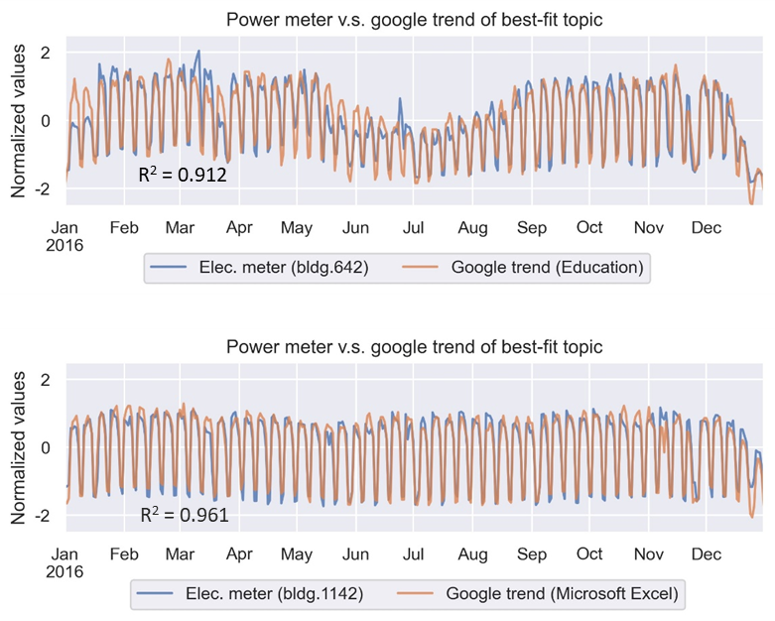 Power meter v.s. google trend of best-fit topic
Normalized values
2
0
-2
R² = 0.912
Jan Feb Mar Apr May Jun Jul Aug Sep Oct Nov Dec
2016
Elec. meter (bldg.642) Google trend (Education)
Power meter v.s. google trend of best-fit topic
Normalized values
2
0
-2
R² = 0.961
Jan Feb Mar Apr May Jun Jul Aug Sep Oct Nov Dec
2016
Elec. meter (bldg.1142) Google trend (Microsoft Excel)